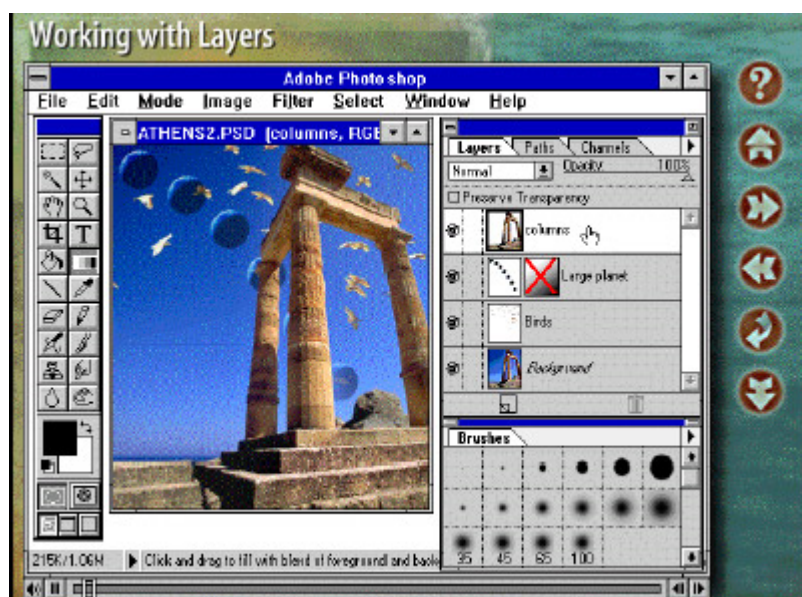 Working with Layers
Adobe Photoshop
File Edit Mode Image Filter Select Window Help
ATHENS2.PSD (columns, RGB
Layers Paths Channels
Normal Opacity: 100%
Preserve Transparency
columns
Large planet
Birds
Background
Brushes
35 45 65 100
215K/1.06M Click and drag to fill with blend of foreground and
?
T